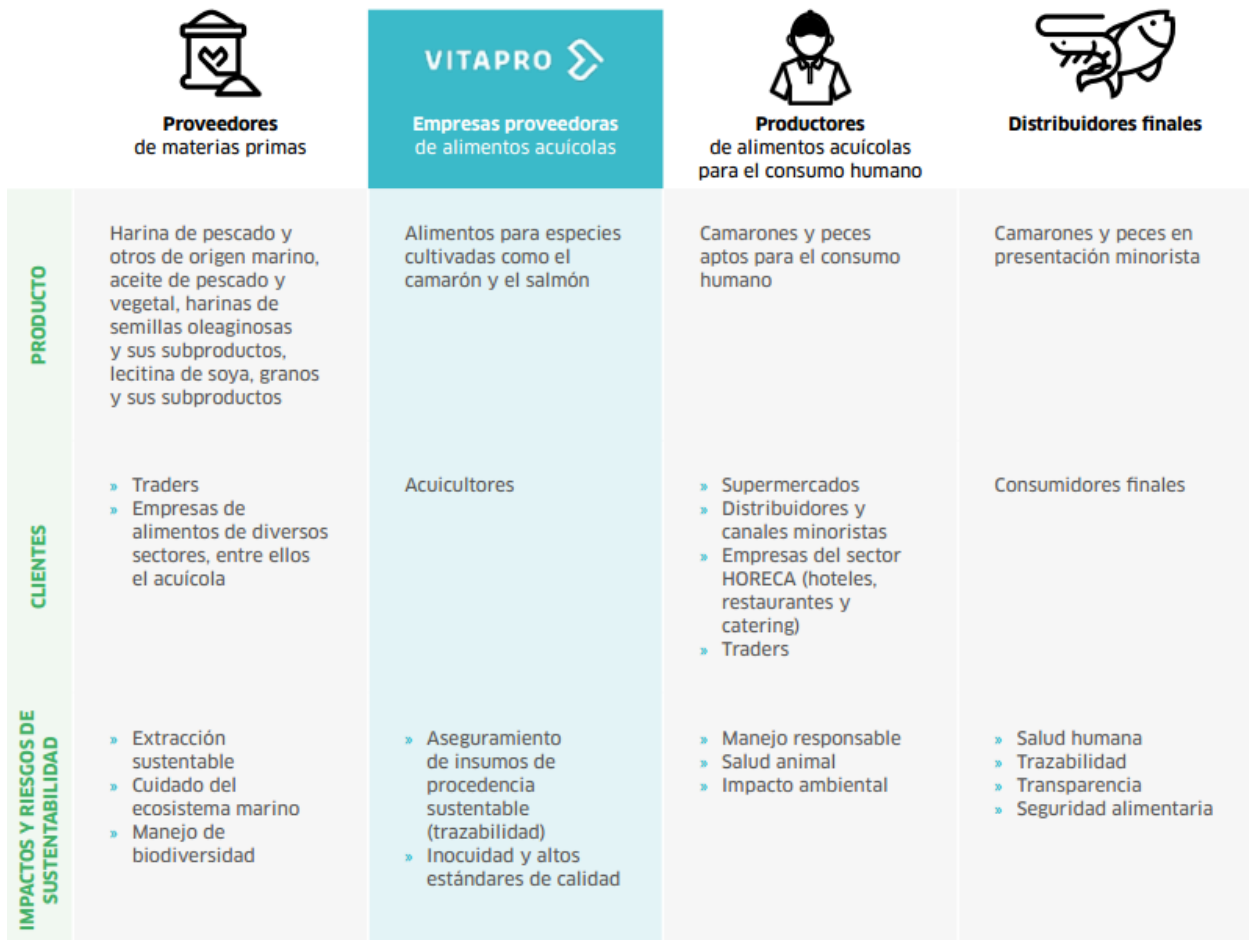 Proveedores
de materias primas
VITAPRO
Empresas proveedoras
de alimentos acuícolas
Productores
de alimentos acuícolas
para el consumo humano
Distribuidores finales
PRODUCTO
Harina de pescado y
otros de origen marino,
aceite de pescado y
vegetal, harinas de
semillas oleaginosas
y sus subproductos,
lecitina de soya, granos
y sus subproductos
Alimentos para especies
cultivadas como el
camarón y el salmón
Camarones y peces
aptos para el consumo
humano
Camarones y peces en
presentación minorista
CLIENTES
» Traders
» Empresas de
alimentos de diversos
sectores, entre ellos
el acuícola
Acuicultores
» Supermercados
» Distribuidores y
canales minoristas
» Empresas del sector
HORECA (hoteles,
restaurantes y
catering)
» Traders
Consumidores finales
IMPACTOS Y RIESGOS DE
SUSTENTABILIDAD
» Extracción
sustentable
» Cuidado del
ecosistema marino
» Manejo de
biodiversidad
» Aseguramiento
de insumos de
procedencia
sustentable
(trazabilidad)
» Inocuidad y altos
estándares de calidad
» Manejo responsable
» Salud animal
» Impacto ambiental
» Salud humana
» Trazabilidad
» Transparencia
» Seguridad alimentaria